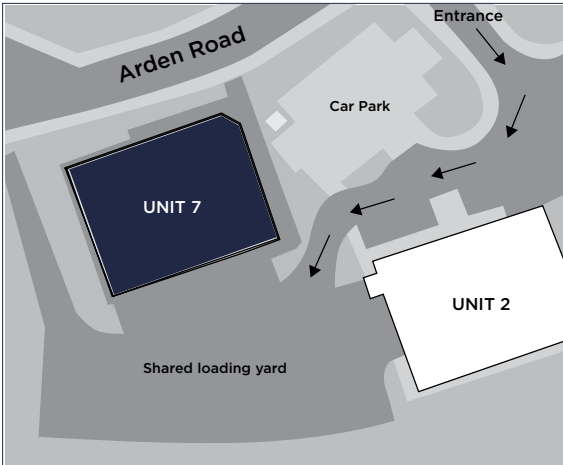 Entrance
Arden Road
Car Park
UNIT 7
UNIT 2
Shared loading yard